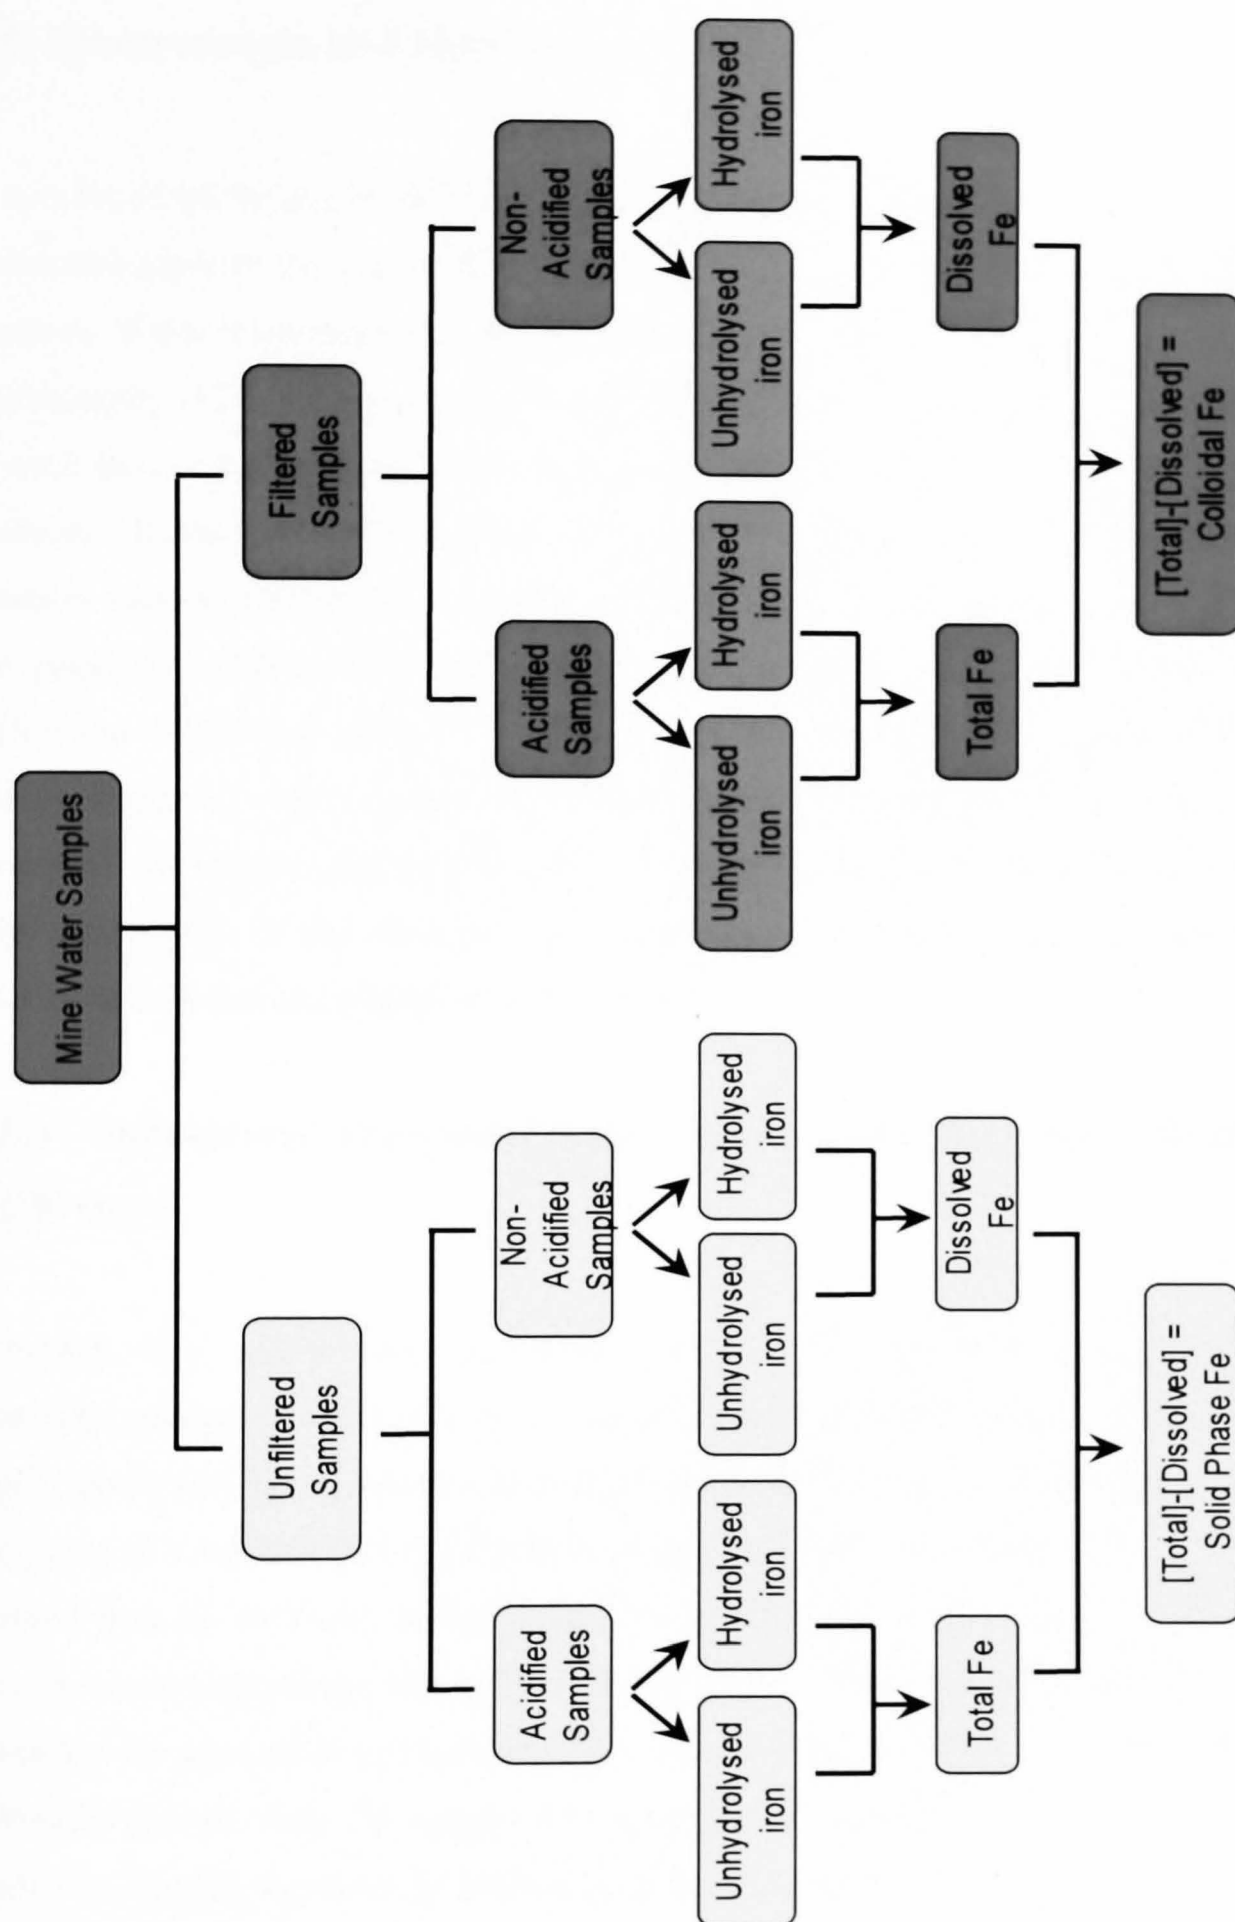 Mine Water Samples
Unfiltered
Samples
Filtered
Samples
Acidified
Samples
Non-
Acidified
Samples
Acidified
Samples
Non-
Acidified
Samples
Unhydrolysed
iron
Hydrolysed
iron
Unhydrolysed
iron
Hydrolysed
iron
Unhydrolysed
iron
Hydrolysed
iron
Unhydrolysed
iron
Hydrolysed
iron
Total Fe
Dissolved
Fe
Total Fe
Dissolved
Fe
[Total]-[Dissolved] =
Solid Phase Fe
[Total]-[Dissolved] =
Colloidal Fe